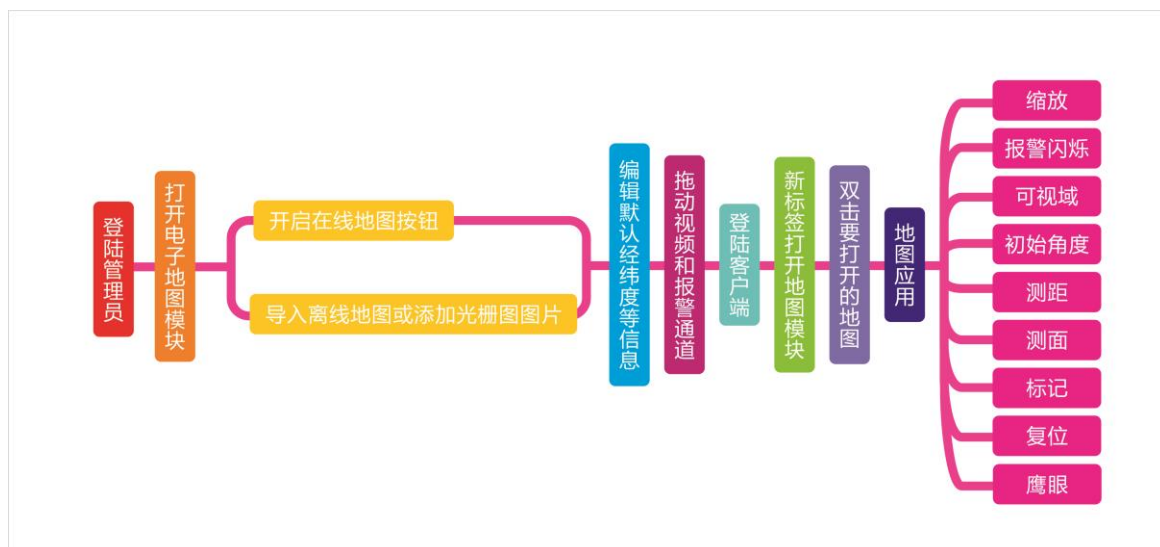 登陆管理员
打开电子地图模块
开启在线地图按钮
导入离线地图或添加光栅图图片
编辑默认经纬度等信息
拖动视频和报警通道
登陆客户端
新标签打开地图模块
双击要打开的地图
地图应用
缩放
报警闪烁
可视域
初始角度
测距
测面
标记
复位
鹰眼